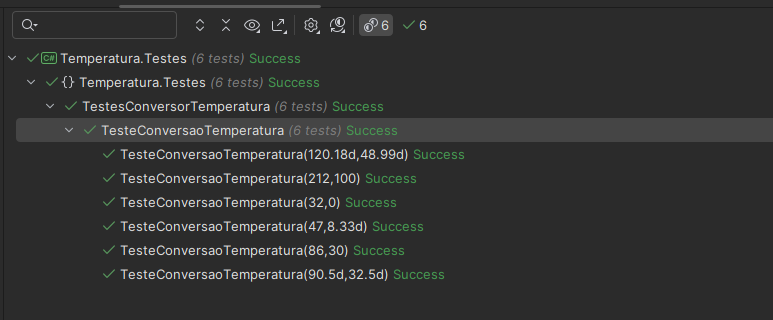 6 6
C# Temperatura.Testes (6 tests) Success
{} Temperatura.Testes (6 tests) Success
TestesConversorTemperatura (6 tests) Success
TesteConversaoTemperatura (6 tests) Success
TesteConversaoTemperatura(120.18d,48.99d) Success
TesteConversaoTemperatura(212,100) Success
TesteConversaoTemperatura(32,0) Success
TesteConversaoTemperatura(47,8.33d) Success
TesteConversaoTemperatura(86,30) Success
TesteConversaoTemperatura(90.5d,32.5d) Success